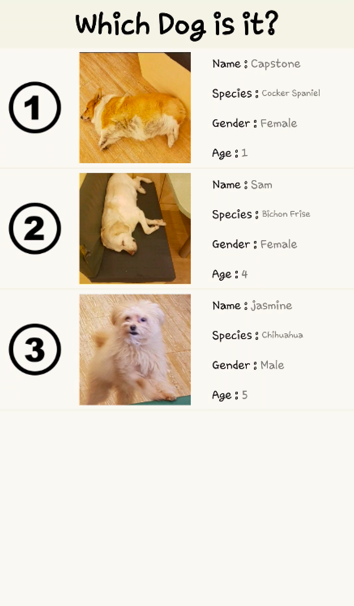 Which Dog is it?
1
Name : Capstone
Species : Cocker Spaniel
Gender : Female
Age : 1
2
Name : Sam
Species : Bichon Frise
Gender : Female
Age : 4
3
Name : jasmine
Species : Chihuahua
Gender : Male
Age : 5